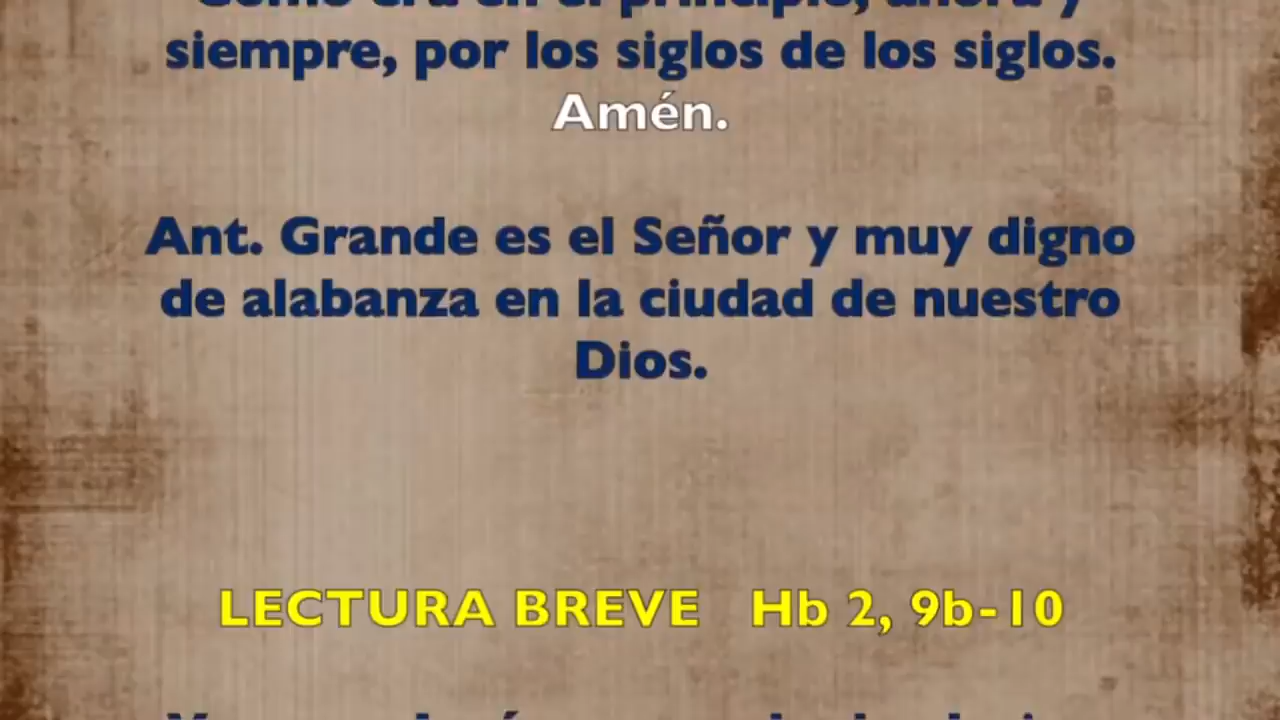 Como era en el principio, ahora y
siempre, por los siglos de los siglos.
Amén.
Ant. Grande es el Señor y muy digno
de alabanza en la ciudad de nuestro
Dios.
LECTURA BREVE Hb 2, 9b-10